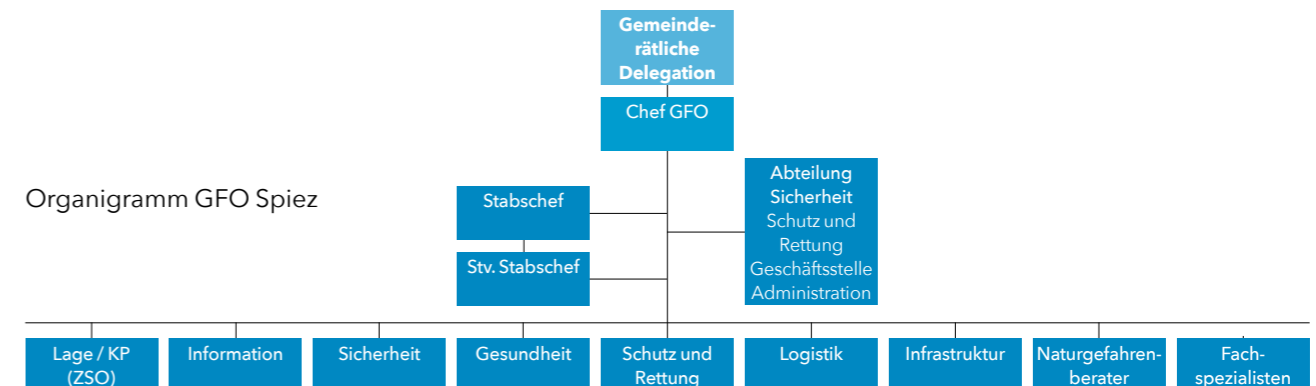 Gemeinde-
rätliche
Delegation
Chef GFO
Organigramm GFO Spiez
Stabschef
Stv. Stabschef
Abteilung
Sicherheit
Schutz und
Rettung
Geschäftsstelle
Administration
Lage / KP
(ZSO)
Information
Sicherheit
Gesundheit
Schutz und
Rettung
Logistik
Infrastruktur
Naturgefahren-
berater
Fach-
spezialisten